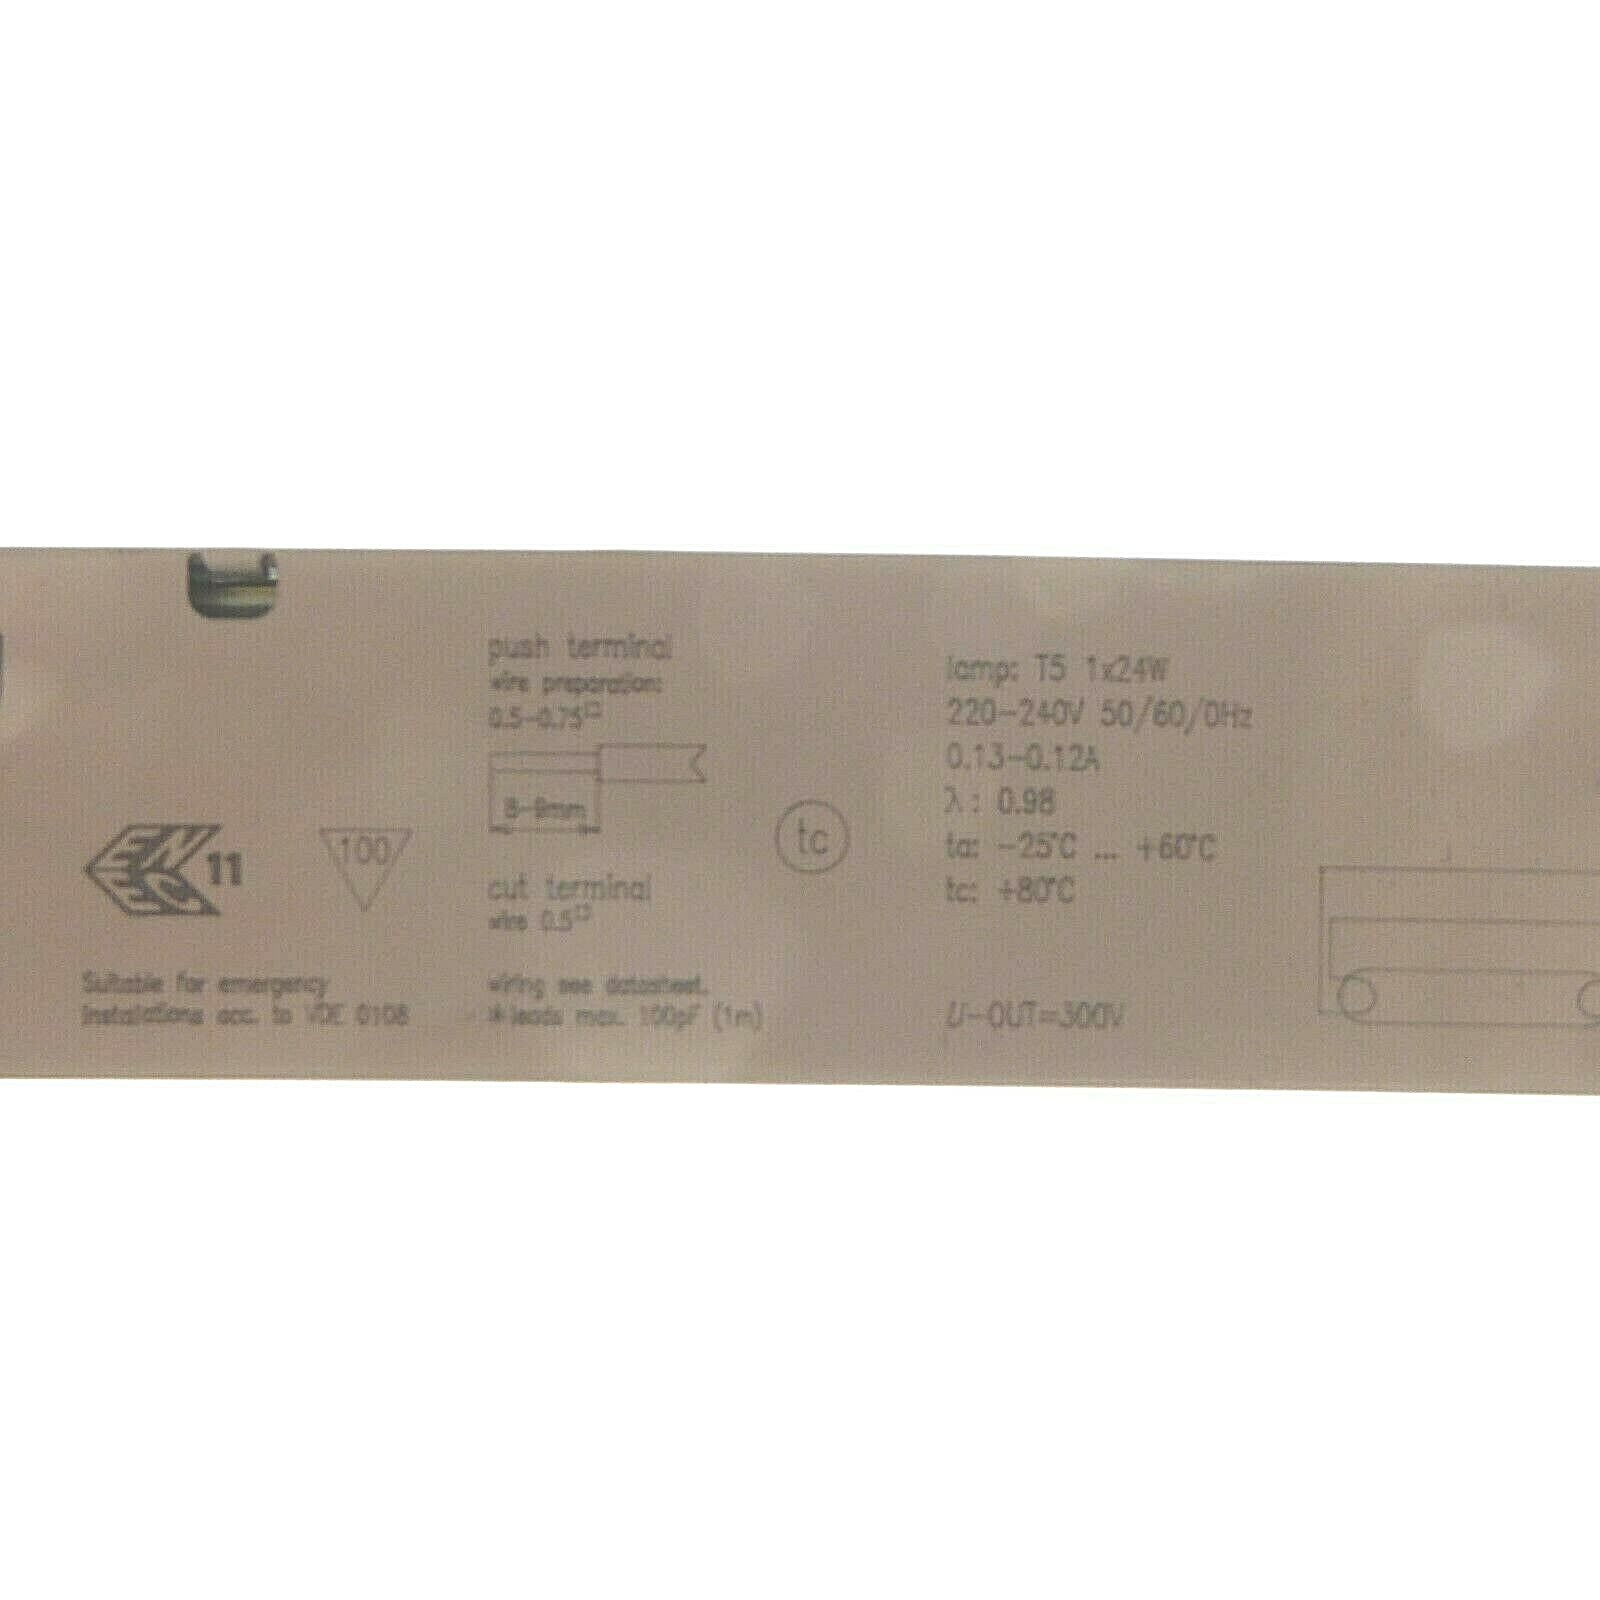 ENEC 11
100
Suitable for emergency
installations acc. to VDE 0108
push terminal
wire preparation:
0.5-0.75□
8-9mm
cut terminal
wire 0.5□
wiring see datasheet.
*leads max. 100pF (1m)
tc
lamp: T5 1x24W
220-240V 50/60/0Hz
0.13-0.12A
λ: 0.98
ta: -25°C ... +60°C
tc: +80°C
U-OUT=300V